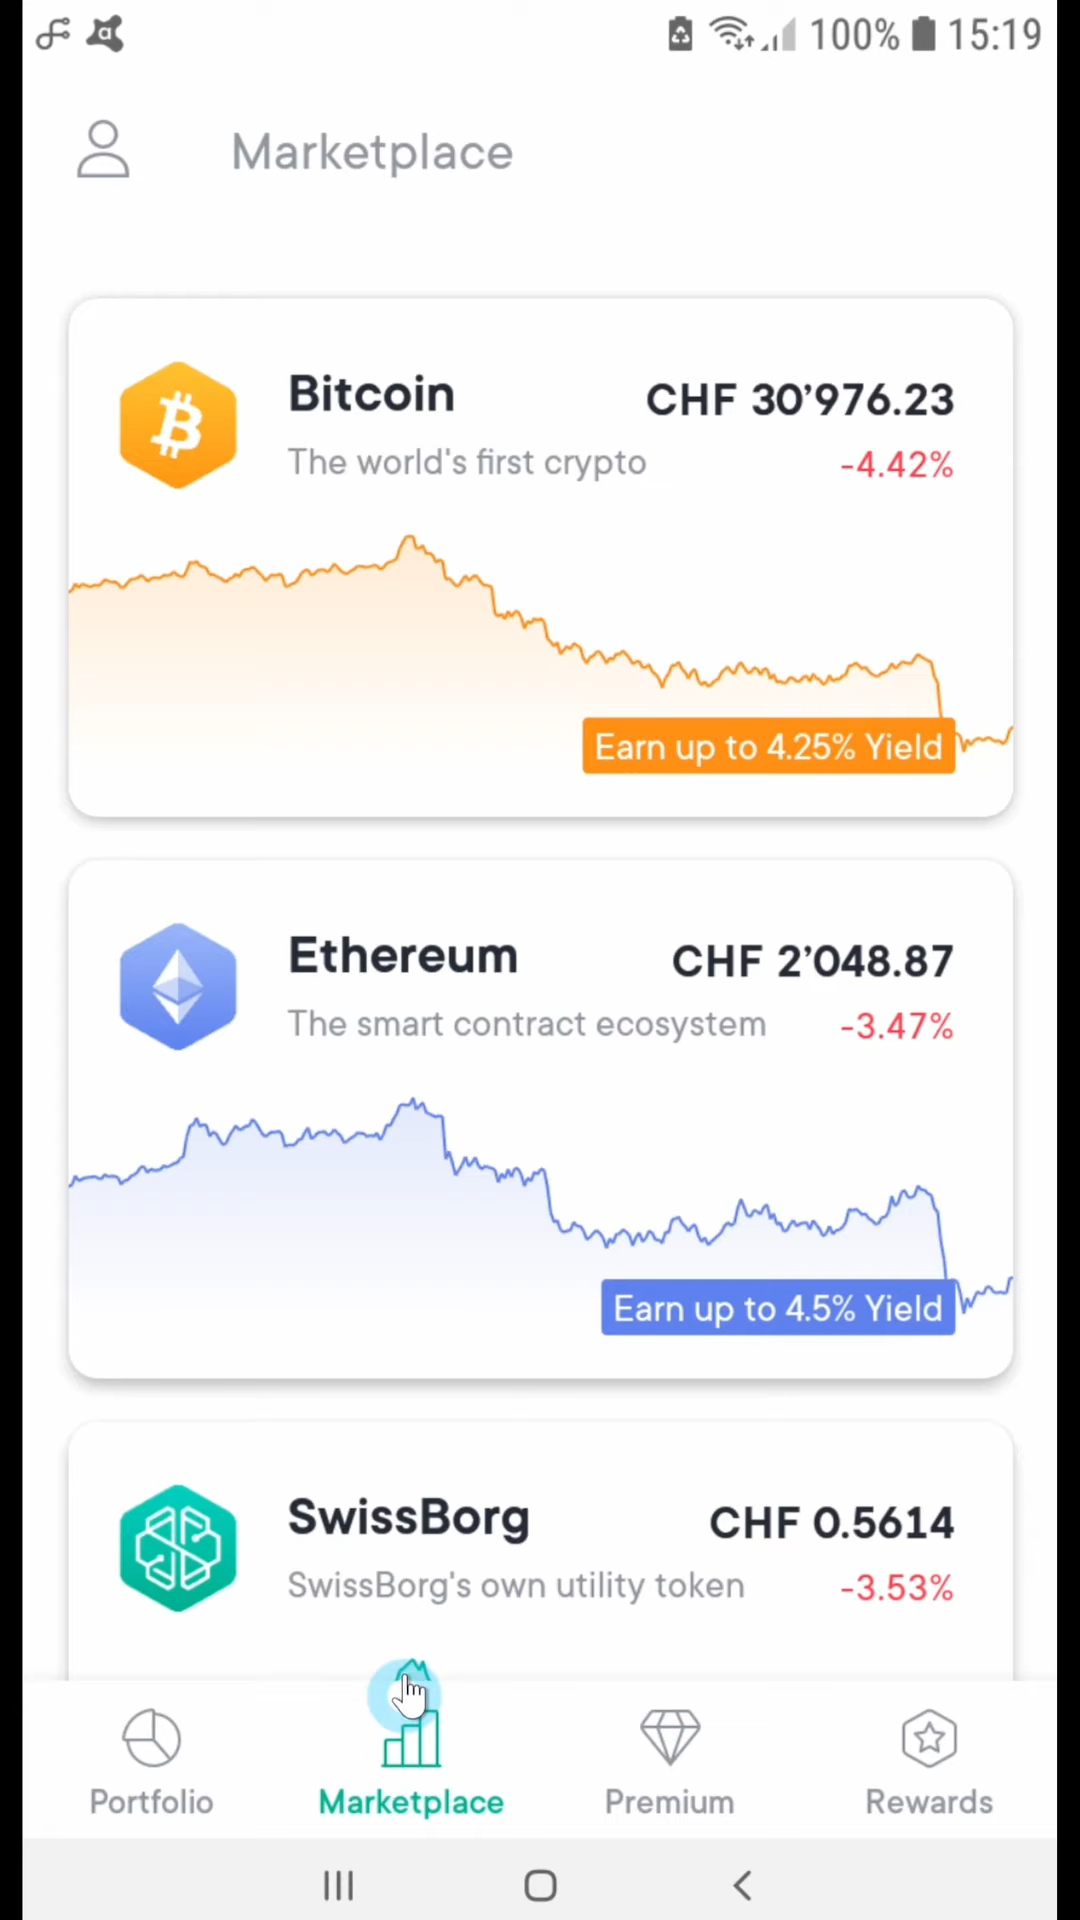 100% 15:19
Marketplace
Bitcoin CHF 30’976.23
The world's first crypto -4.42%
Earn up to 4.25% Yield
Ethereum CHF 2’048.87
The smart contract ecosystem -3.47%
Earn up to 4.5% Yield
SwissBorg CHF 0.5614
SwissBorg's own utility token -3.53%
Portfolio Marketplace Premium Rewards